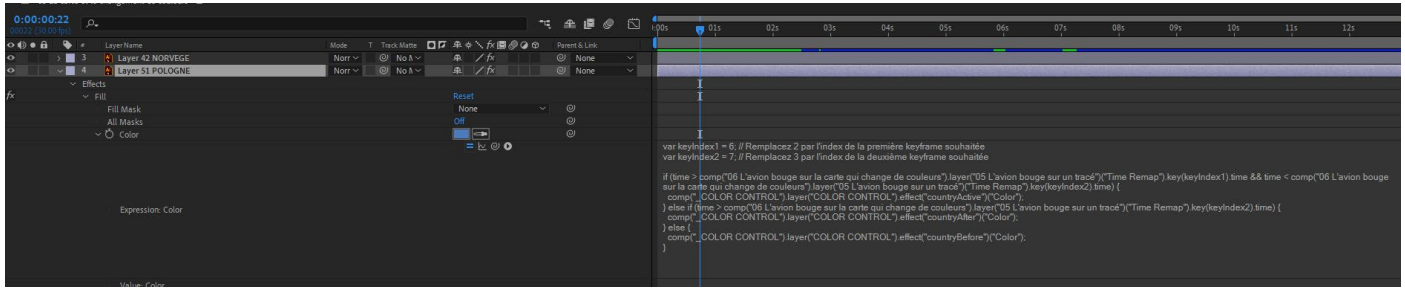 0:00:00:22
00022 (30.00 fps)
:00s 01s 02s 03s 04s 05s 06s 07s 08s 09s 10s 11s 12s
# Layer Name Mode T Track Matte fx Parent & Link
3 Layer 42 NORVEGE Norr No M fx None
4 Layer 51 POLOGNE Norr No M fx None
Effects
fx Fill Reset
Fill Mask None
All Masks Off
Color
var keyIndex1 = 6; // Remplacez 2 par l'index de la première keyframe souhaitée
var keyIndex2 = 7; // Remplacez 3 par l'index de la deuxième keyframe souhaitée
if (time > comp("06 L'avion bouge sur la carte qui change de couleurs").layer("05 L'avion bouge sur un tracé")("Time Remap").key(keyIndex1).time && time < comp("06 L'avion bouge
sur la carte qui change de couleurs").layer("05 L'avion bouge sur un tracé")("Time Remap").key(keyIndex2).time) {
comp("_COLOR CONTROL").layer("COLOR CONTROL").effect("countryActive")("Color");
} else if (time > comp("06 L'avion bouge sur la carte qui change de couleurs").layer("05 L'avion bouge sur un tracé")("Time Remap").key(keyIndex2).time) {
comp("_COLOR CONTROL").layer("COLOR CONTROL").effect("countryAfter")("Color");
} else {
comp("_COLOR CONTROL").layer("COLOR CONTROL").effect("countryBefore")("Color");
}
Expression: Color
Value: Color